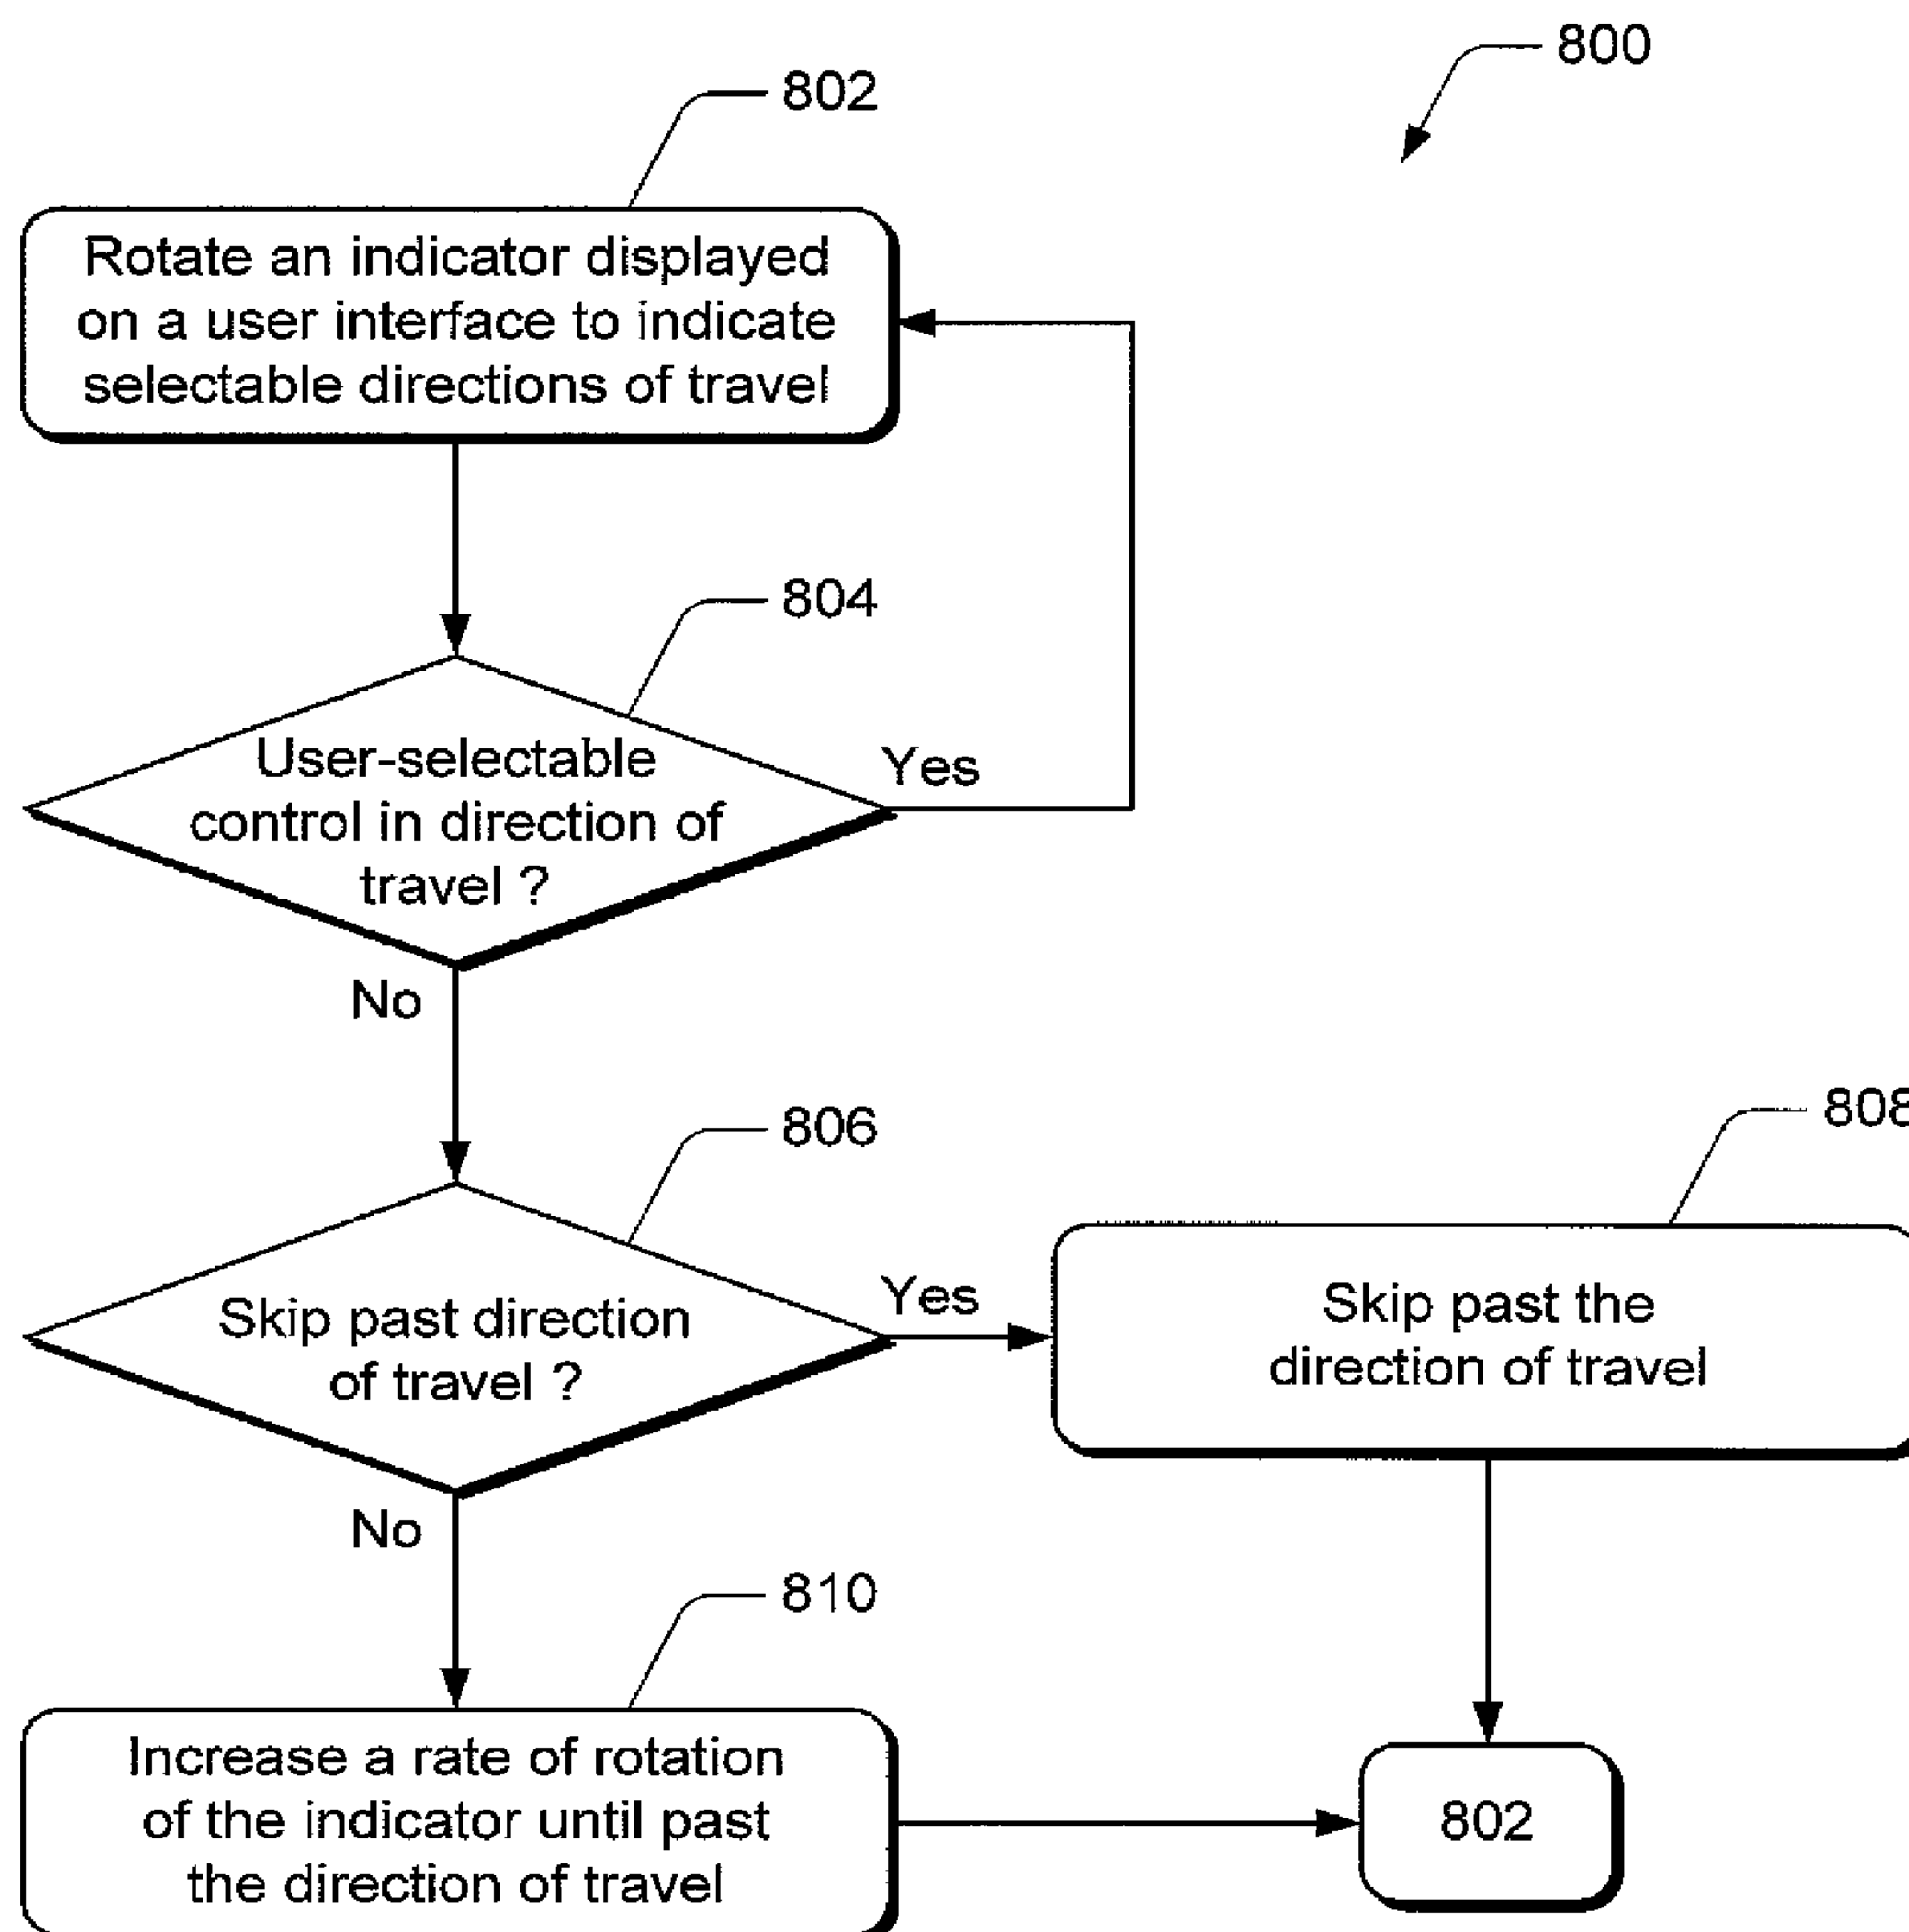 800
802
Rotate an indicator displayed
on a user interface to indicate
selectable directions of travel
804
User-selectable
control in direction of
travel ?
Yes
No
806
808
Skip past direction
of travel ?
Yes
Skip past the
direction of travel
No
810
Increase a rate of rotation
of the indicator until past
the direction of travel
802